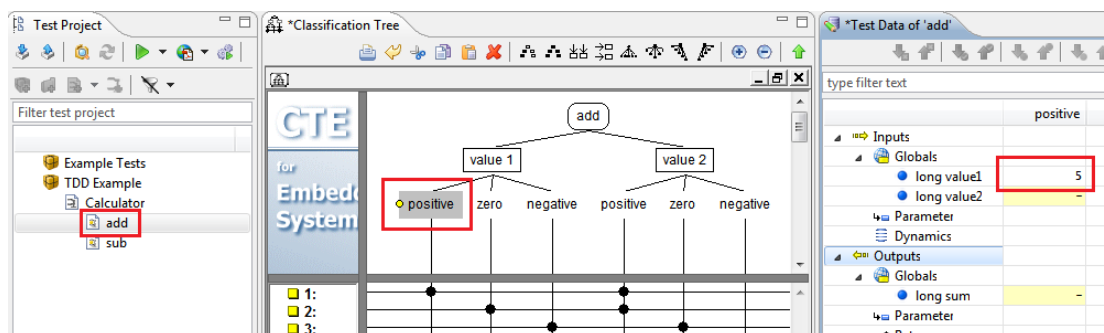 Test Project
Filter test project
Example Tests
TDD Example
Calculator
add
sub
*Classification Tree
CTE
for
Embed
System
add
value 1
value 2
positive
zero
negative
positive
zero
negative
1:
2:
3:
*Test Data of 'add'
type filter text
positive
Inputs
Globals
long value1 5
long value2 -
Parameter
Dynamics
Outputs
Globals
long sum -
Parameter